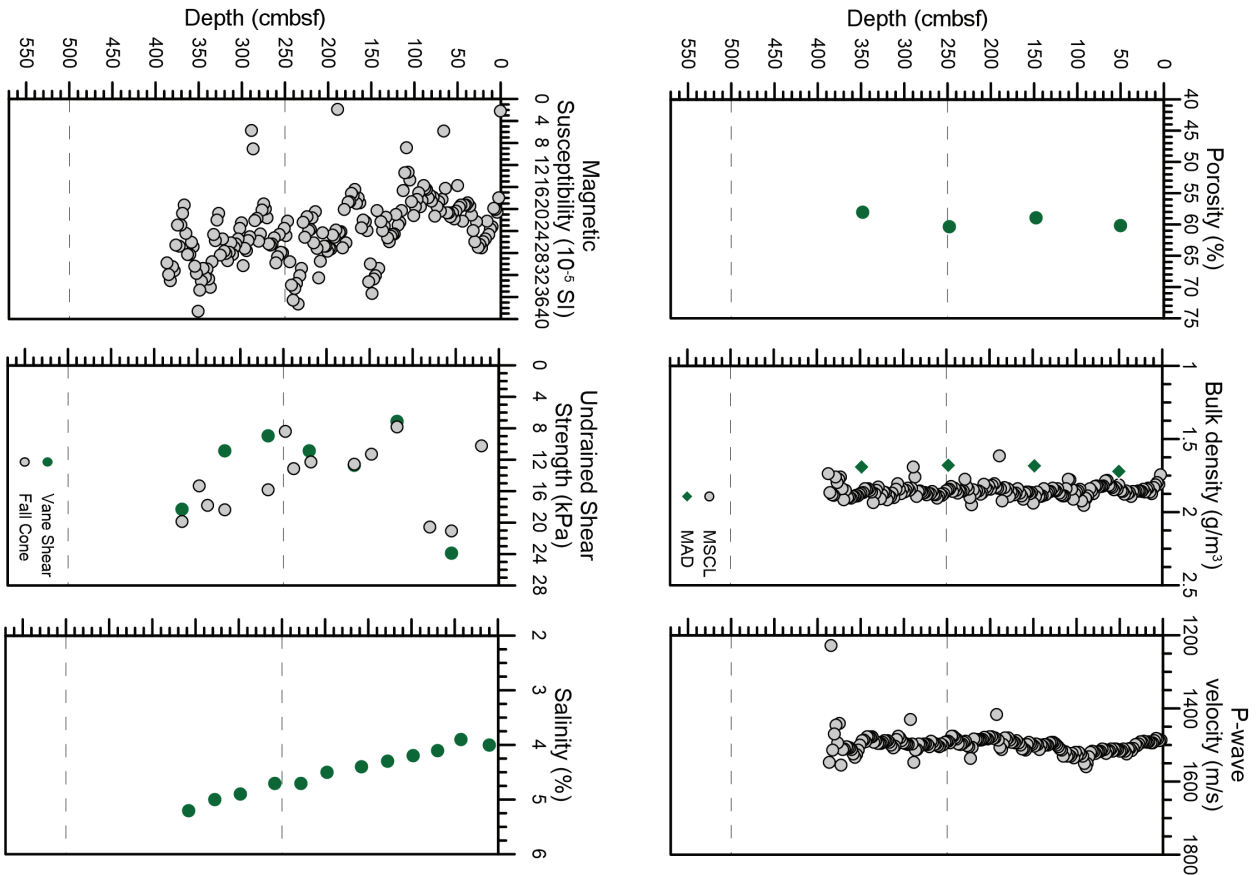 Depth (cmbsf)
550 500 450 400 350 300 250 200 150 100 50 0
Magnetic
Susceptibility (10⁻⁵ SI)
0 4 8 12 16 20 24 28 32 36 40
Undrained Shear
Strength (kPa)
0 4 8 12 16 20 24 28
Vane Shear
Fall Cone
Salinity (%)
2 3 4 5 6
Depth (cmbsf)
550 500 450 400 350 300 250 200 150 100 50 0
Porosity (%)
40 45 50 55 60 65 70 75
Bulk density (g/m³)
1 1.5 2 2.5
MSCL
MAD
P-wave
velocity (m/s)
1200 1400 1600 1800